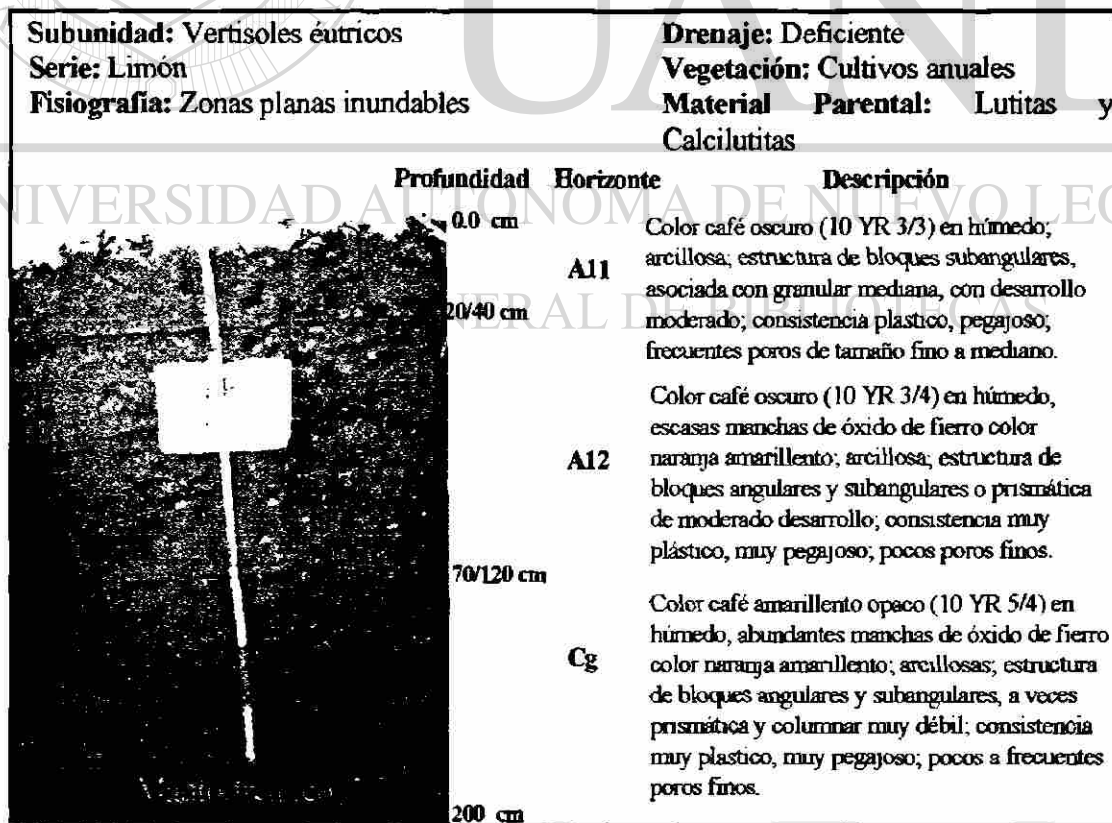 Subunidad: Vertisoles éutricos
Serie: Limón
Fisiografía: Zonas planas inundables
Drenaje: Deficiente
Vegetación: Cultivos anuales
Material Parental: Lutitas y
Calcilutitas
Profundidad Horizonte Descripción
0.0 cm
A11
Color café oscuro (10 YR 3/3) en húmedo;
arcillosa; estructura de bloques subangulares,
asociada con granular mediana, con desarrollo
moderado; consistencia plastico, pegajoso;
frecuentes poros de tamaño fino a mediano.
20/40 cm
A12
Color café oscuro (10 YR 3/4) en húmedo,
escasas manchas de óxido de fierro color
naranja amarillento; arcillosa; estructura de
bloques angulares y subangulares o prismática
de moderado desarrollo; consistencia muy
plástico, muy pegajoso; pocos poros finos.
70/120 cm
Cg
Color café amarillento opaco (10 YR 5/4) en
húmedo, abundantes manchas de óxido de fierro
color naranja amarillento; arcillosas; estructura
de bloques angulares y subangulares, a veces
prismática y columnar muy débil; consistencia
muy plastico, muy pegajoso; pocos a frecuentes
poros finos.
200 cm
UAN
NIVERSIDAD AUTÓNOMA DE NUEVO LEÓ
ERAL DE BIBLIOTECAS